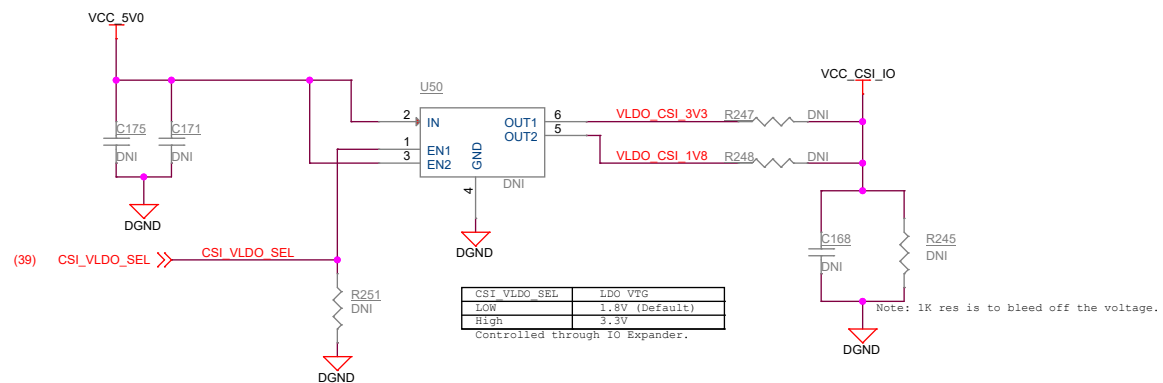 VCC_5V0
U50
VCC_CSI_IO
C175
C171
DNI
DNI
2
IN
1
EN1
3
EN2
GND
4
OUT1
6
OUT2
5
DNI
VLDO_CSI_3V3
R247
DNI
VLDO_CSI_1V8
R248
DNI
DGND
DGND
C168
DNI
R245
DNI
(39)
CSI_VLDO_SEL
CSI_VLDO_SEL
R251
DNI
CSI_VLDO_SEL LDO VTG
LOW 1.8V (Default)
High 3.3V
Controlled through IO Expander.
Note: 1K res is to bleed off the voltage.
DGND
DGND